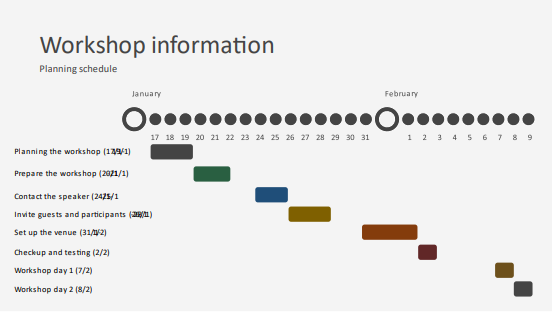 Workshop information
Planning schedule
January February
17 18 19 20 21 22 23 24 25 26 27 28 29 30 31 1 2 3 4 5 6 7 8 9
Planning the workshop
Prepare the workshop
Contact the speaker
Invite guests and participants
Set up the venue
Checkup and testing (2/2)
Workshop day 1 (7/2)
Workshop day 2 (8/2)